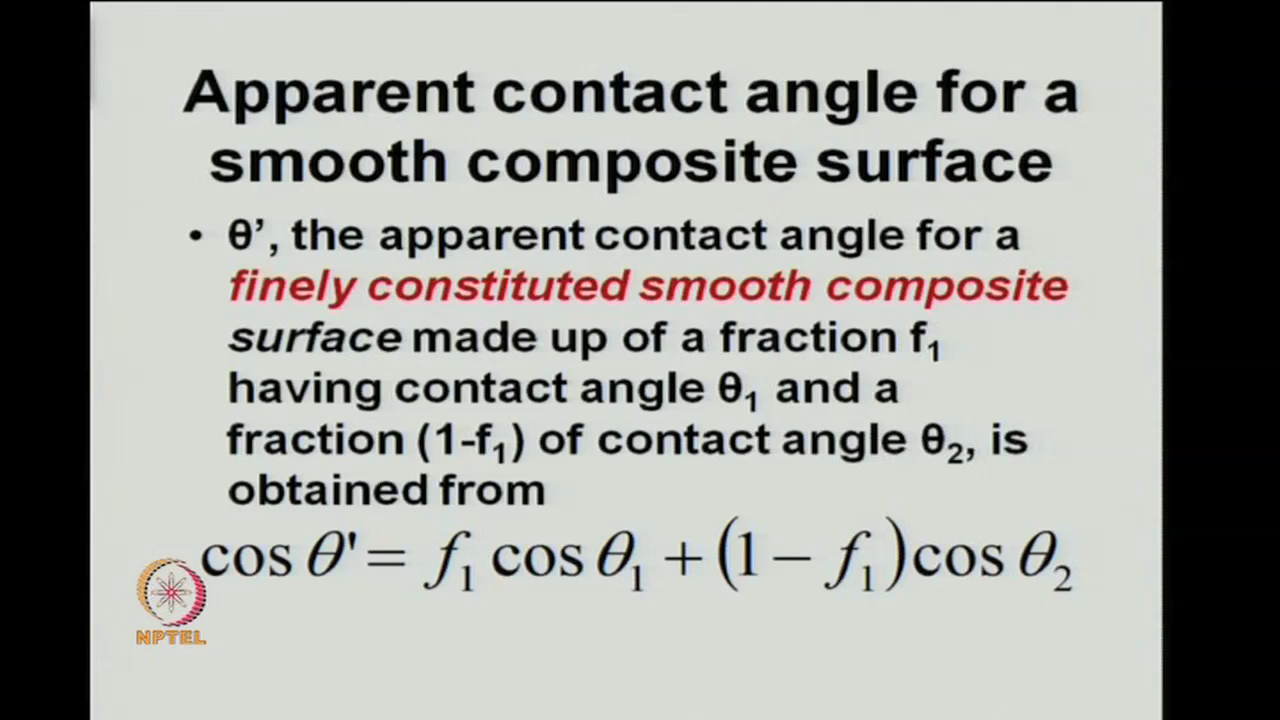 Apparent contact angle for a
smooth composite surface
• θ’, the apparent contact angle for a
finely constituted smooth composite
surface made up of a fraction f₁
having contact angle θ₁ and a
fraction (1-f₁) of contact angle θ₂, is
obtained from
cos θ' = f₁ cos θ₁ + (1 − f₁) cos θ₂
NPTEL